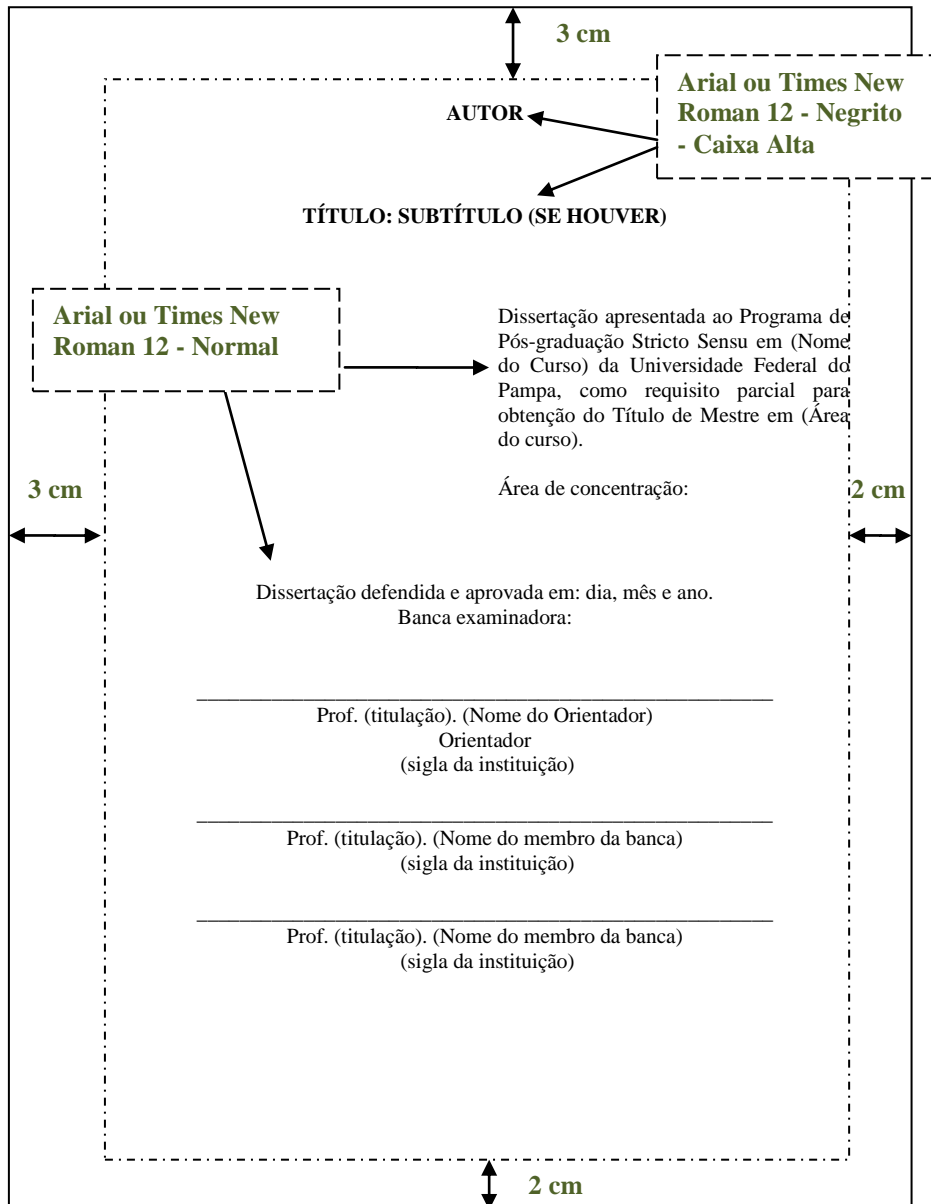 3 cm
Arial ou Times New
Roman 12 - Negrito
- Caixa Alta
AUTOR
TÍTULO: SUBTÍTULO (SE HOUVER)
Arial ou Times New
Roman 12 - Normal
Dissertação apresentada ao Programa de
Pós-graduação Stricto Sensu em (Nome
do Curso) da Universidade Federal do
Pampa, como requisito parcial para
obtenção do Título de Mestre em (Área
do curso).
Área de concentração:
3 cm
2 cm
Dissertação defendida e aprovada em: dia, mês e ano.
Banca examinadora:
Prof. (titulação). (Nome do Orientador)
Orientador
(sigla da instituição)
Prof. (titulação). (Nome do membro da banca)
(sigla da instituição)
Prof. (titulação). (Nome do membro da banca)
(sigla da instituição)
2 cm